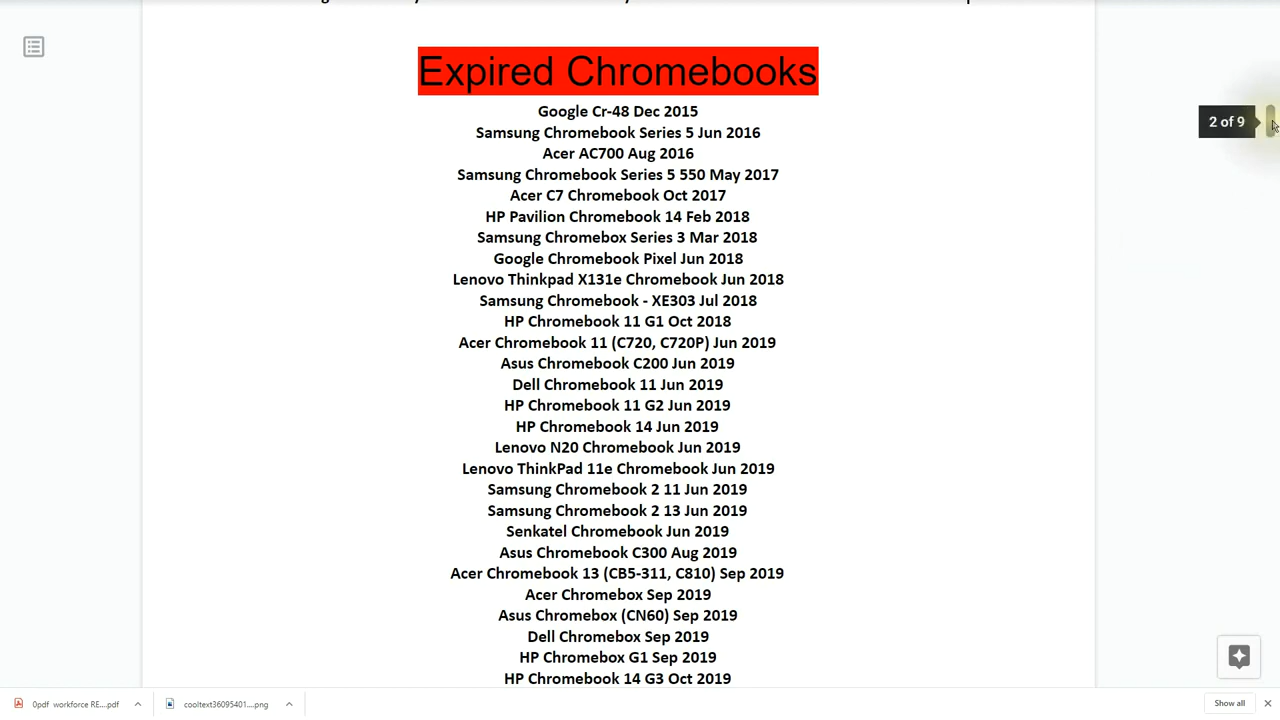 Expired Chromebooks
Google Cr-48 Dec 2015
Samsung Chromebook Series 5 Jun 2016
2 of 9
Acer AC700 Aug 2016
Samsung Chromebook Series 5 550 May 2017
Acer C7 Chromebook Oct 2017
HP Pavilion Chromebook 14 Feb 2018
Samsung Chromebox Series 3 Mar 2018
Google Chromebook Pixel Jun 2018
Lenovo Thinkpad X131e Chromebook Jun 2018
Samsung Chromebook - XE303 Jul 2018
HP Chromebook 11 G1 Oct 2018
Acer Chromebook 11 (C720, C720P) Jun 2019
Asus Chromebook C200 Jun 2019
Dell Chromebook 11 Jun 2019
HP Chromebook 11 G2 Jun 2019
HP Chromebook 14 Jun 2019
Lenovo N20 Chromebook Jun 2019
Lenovo ThinkPad 11e Chromebook Jun 2019
Samsung Chromebook 2 11 Jun 2019
Samsung Chromebook 2 13 Jun 2019
Senkatel Chromebook Jun 2019
Asus Chromebook C300 Aug 2019
Acer Chromebook 13 (CB5-311, C810) Sep 2019
Acer Chromebox Sep 2019
Asus Chromebox (CN60) Sep 2019
Dell Chromebox Sep 2019
HP Chromebox G1 Sep 2019
HP Chromebook 14 G3 Oct 2019
0pdf workforce RE....pdf
cooltext36095401....png
Show all